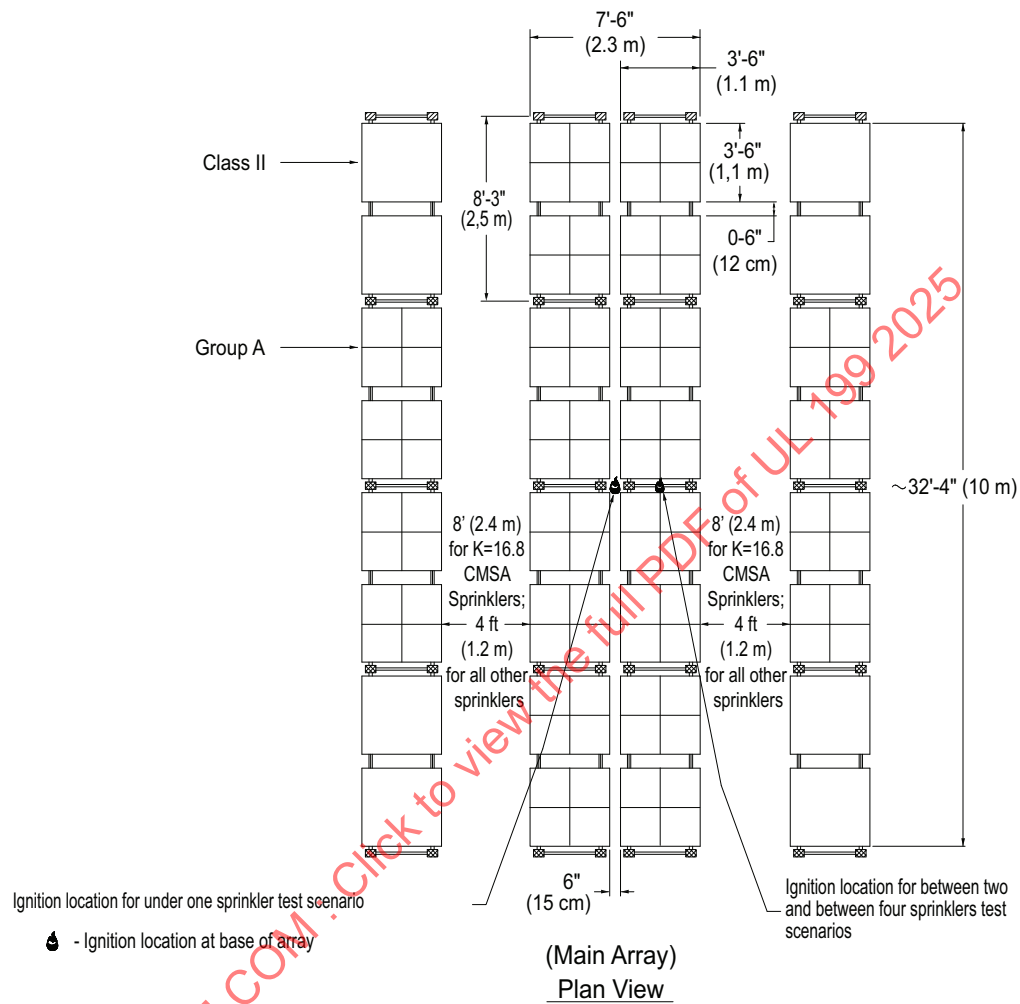 7'-6"
(2.3 m)
3'-6"
(1.1 m)
Class II
3'-6"
(1,1 m)
8'-3"
(2,5 m)
0-6"
(12 cm)
Group A
~32'-4" (10 m)
8' (2.4 m)
for K=16.8
CMSA
Sprinklers;
4 ft
(1.2 m)
for all other
sprinklers
8' (2.4 m)
for K=16.8
CMSA
Sprinklers;
4 ft
(1.2 m)
for all other
sprinklers
6"
(15 cm)
Ignition location for under one sprinkler test scenario
- Ignition location at base of array
Ignition location for between two
and between four sprinklers test
scenarios
(Main Array)
Plan View
.COM : Click to view the full PDF of UL 199 2025